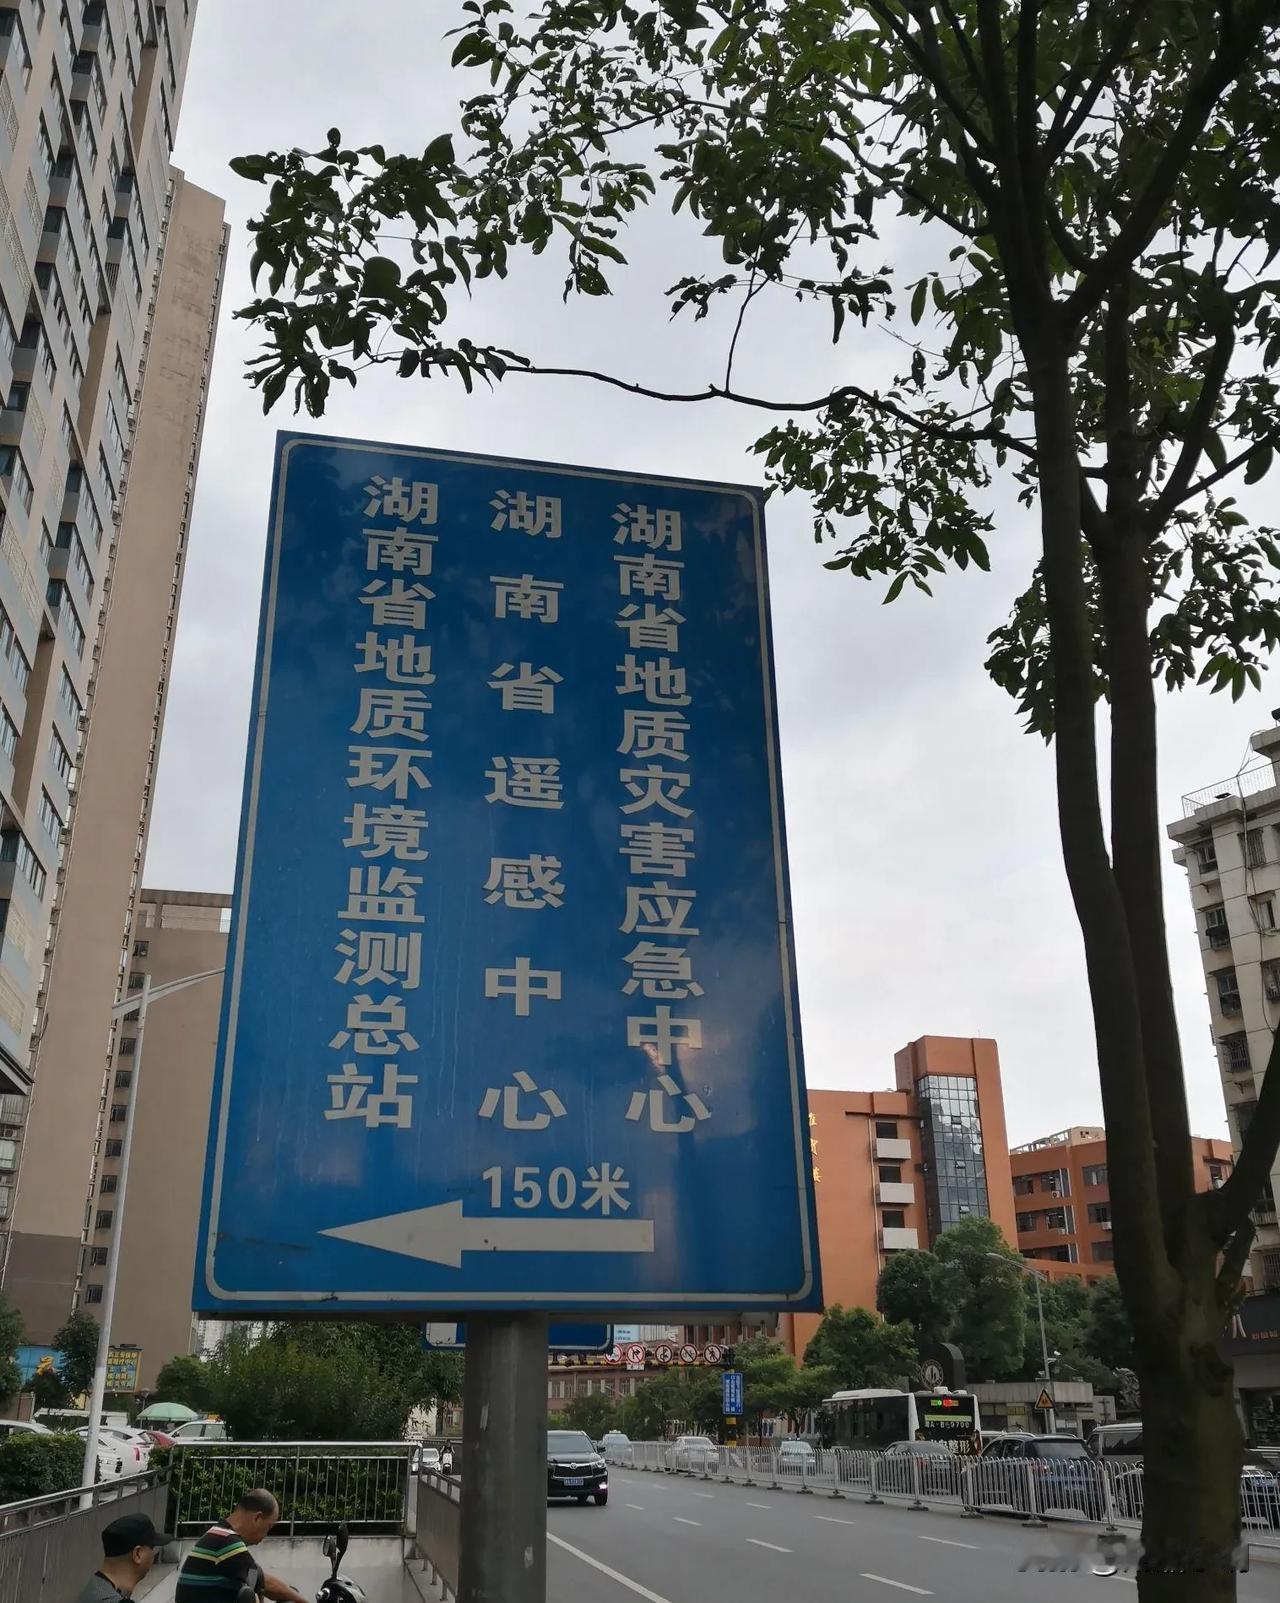 湖南省地质灾害应急中心
湖南省遥感中心
湖南省地质环境监测总站
150米